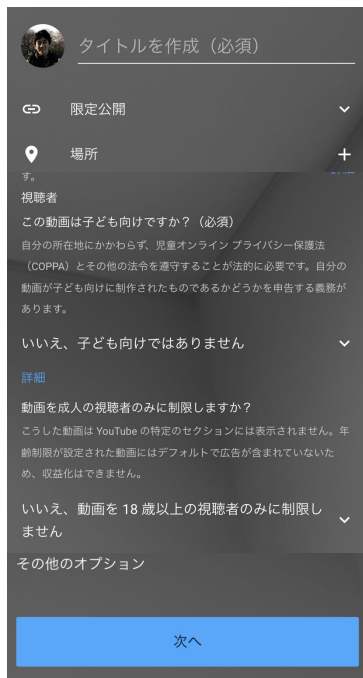 タイトルを作成（必須）
限定公開
場所
す。
詳細
視聴者
この動画は子ども向けですか？（必須）
自分の所在地にかかわらず、児童オンライン プライバシー保護法
（COPPA）とその他の法令を遵守することが法的に必要です。自分の
動画が子ども向けに制作されたものであるかどうかを申告する義務が
あります。
いいえ、子ども向けではありません
詳細
動画を成人の視聴者のみに制限しますか？
こうした動画は YouTube の特定のセクションには表示されません。年
齢制限が設定された動画にはデフォルトで広告が含まれていないた
め、収益化はできません。
いいえ、動画を 18 歳以上の視聴者のみに制限し
ません
その他のオプション
次へ